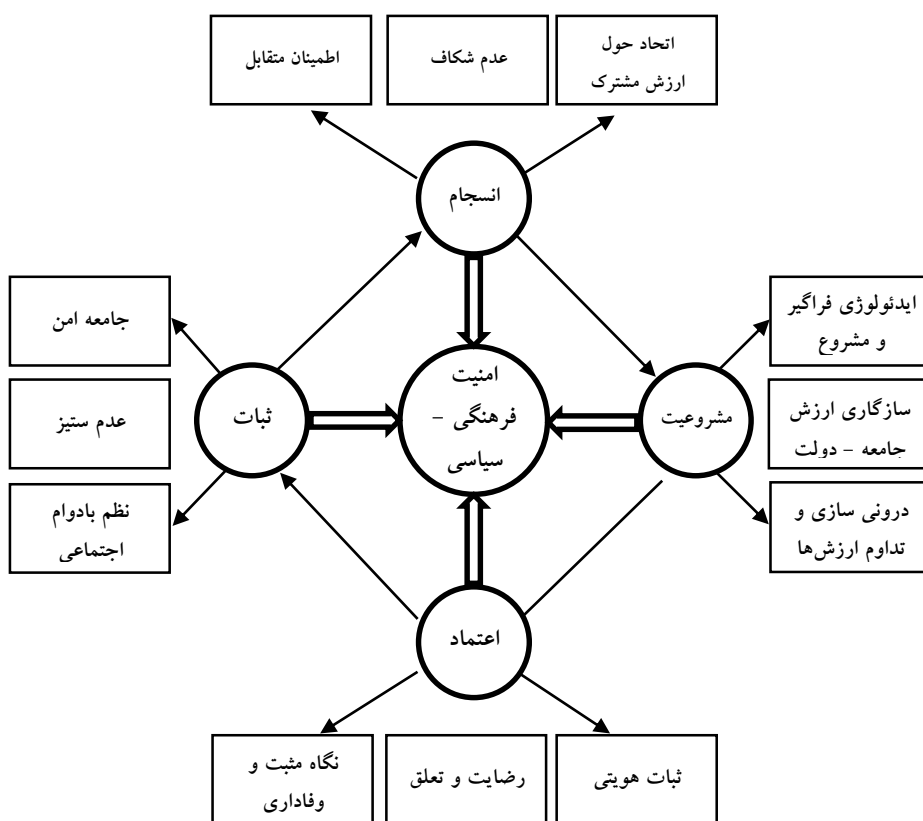 اتحاد حول
ارزش مشترک
عدم شکاف
اطمینان متقابل
انسجام
ایدئولوژی فراگیر
و مشروع
سازگاری ارزش
جامعه – دولت
درونی سازی و
تداوم ارزش‌ها
مشروعیت
امنیت
فرهنگی –
سیاسی
ثبات
جامعه امن
عدم ستیز
نظم بادوام
اجتماعی
اعتماد
ثبات هویتی
رضایت و تعلق
نگاه مثبت و
وفاداری